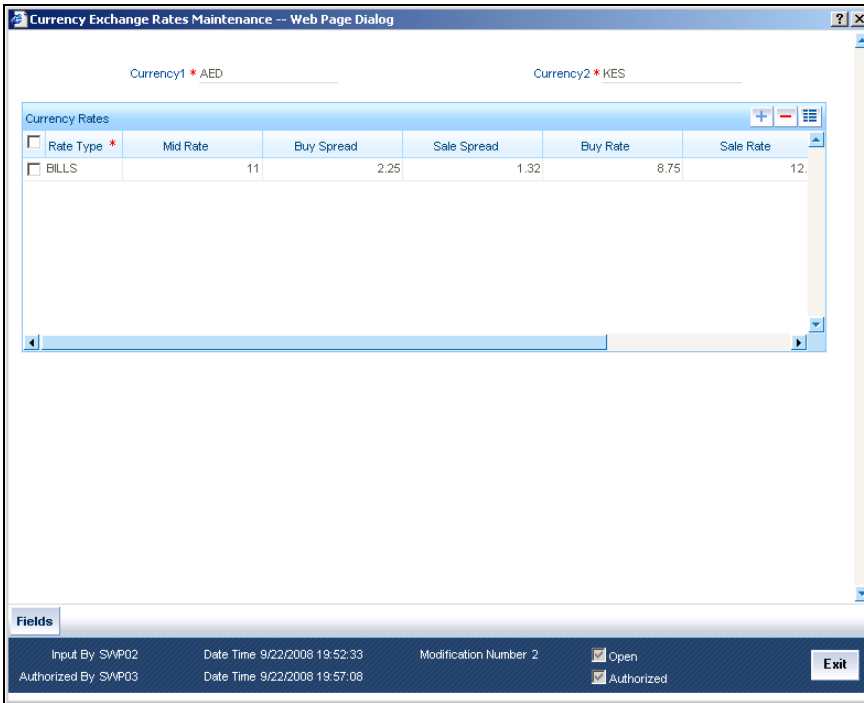 Currency Exchange Rates Maintenance -- Web Page Dialog
Currency1 * AED Currency2 * KES
Currency Rates
Rate Type * Mid Rate Buy Spread Sale Spread Buy Rate Sale Rate
BILLS 11 2.25 1.32 8.75 12.
Fields
Input By SWP02 Date Time 9/22/2008 19:52:33 Modification Number 2 Open
Authorized By SWP03 Date Time 9/22/2008 19:57:08 Authorized
Exit